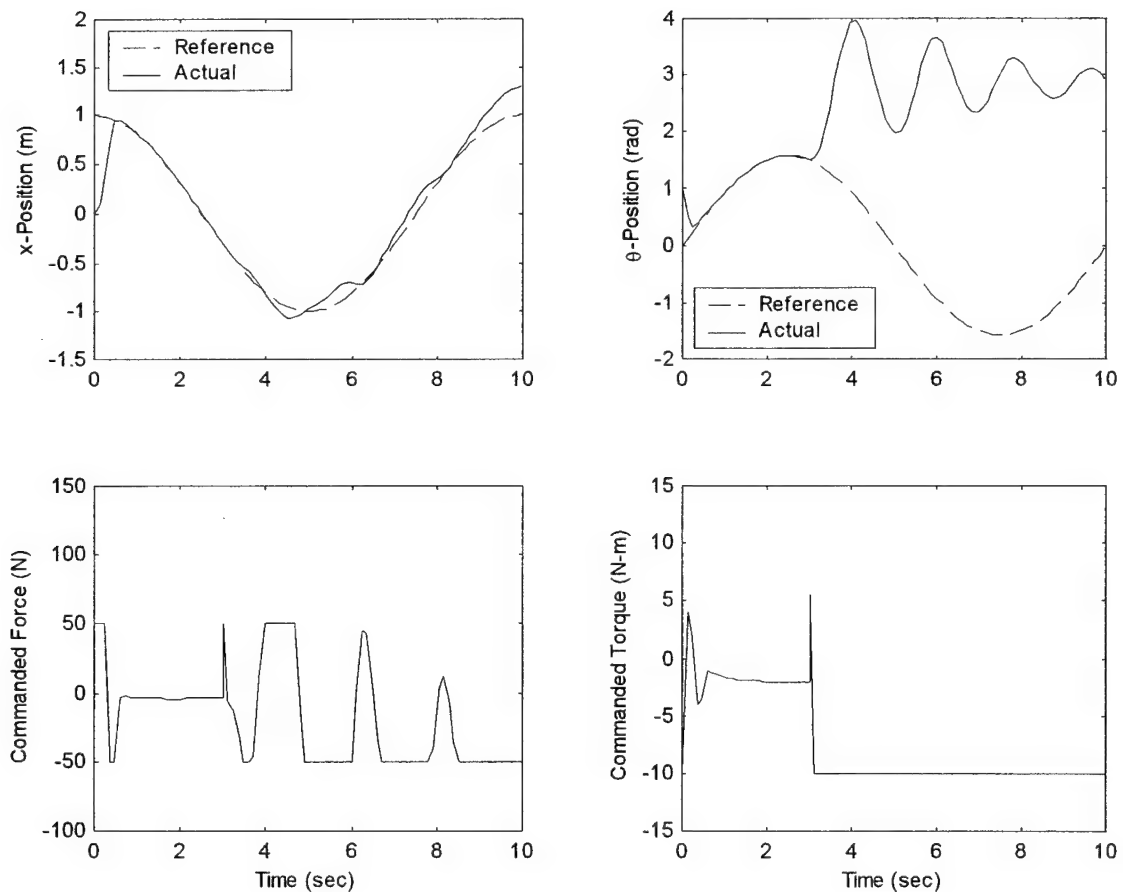 2
1.5
1
0.5
0
-0.5
-1
-1.5
x-Position (m)
Reference
Actual
0 2 4 6 8 10
4
3
2
1
0
-1
-2
θ-Position (rad)
Reference
Actual
0 2 4 6 8 10
150
100
50
0
-50
-100
Commanded Force (N)
0 2 4 6 8 10
Time (sec)
15
10
5
0
-5
-10
-15
Commanded Torque (N-m)
0 2 4 6 8 10
Time (sec)